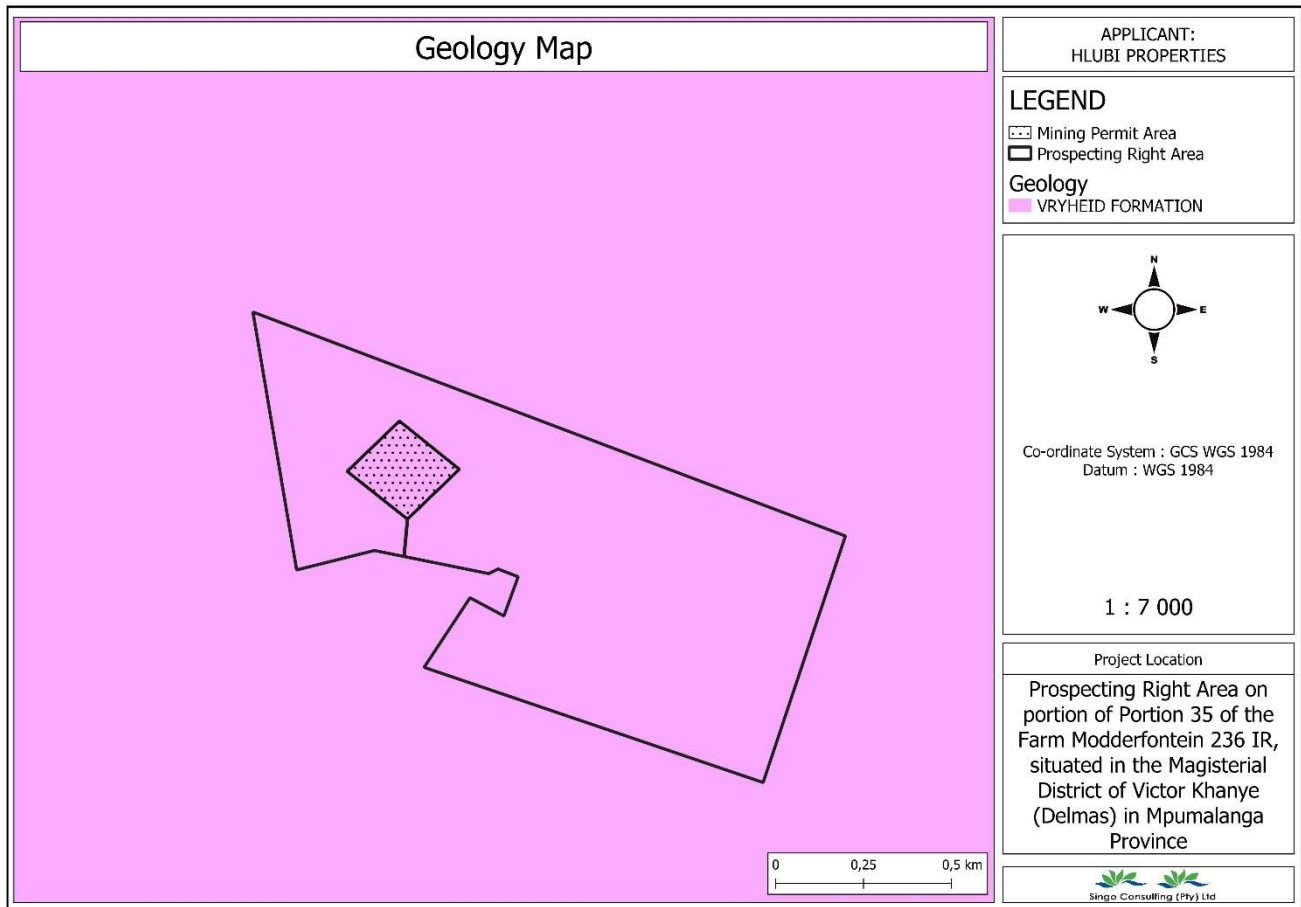 Geology Map
APPLICANT:
HLUBI PROPERTIES
LEGEND
Mining Permit Area
Prospecting Right Area
Geology
VRYHEID FORMATION
N
W
E
S
Co-ordinate System : GCS WGS 1984
Datum : WGS 1984
1 : 7 000
Project Location
Prospecting Right Area on
portion of Portion 35 of the
Farm Modderfontein 236 IR,
situated in the Magisterial
District of Victor Khanye
(Delmas) in Mpumalanga
Province
0 0,25 0,5 km
Singo Consulting (Pty) Ltd